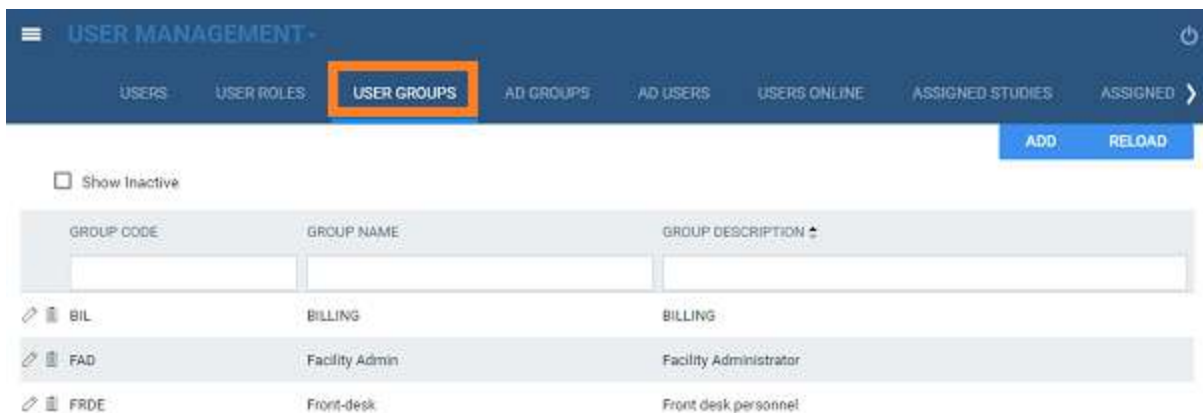 USER MANAGEMENT
USERS USER ROLES USER GROUPS AD GROUPS AD USERS USERS ONLINE ASSIGNED STUDIES ASSIGNED
ADD RELOAD
Show Inactive
GROUP CODE GROUP NAME GROUP DESCRIPTION
BIL BILLING BILLING
FAD Facility Admin Facility Administrator
FRDE Front-desk Front desk personnel